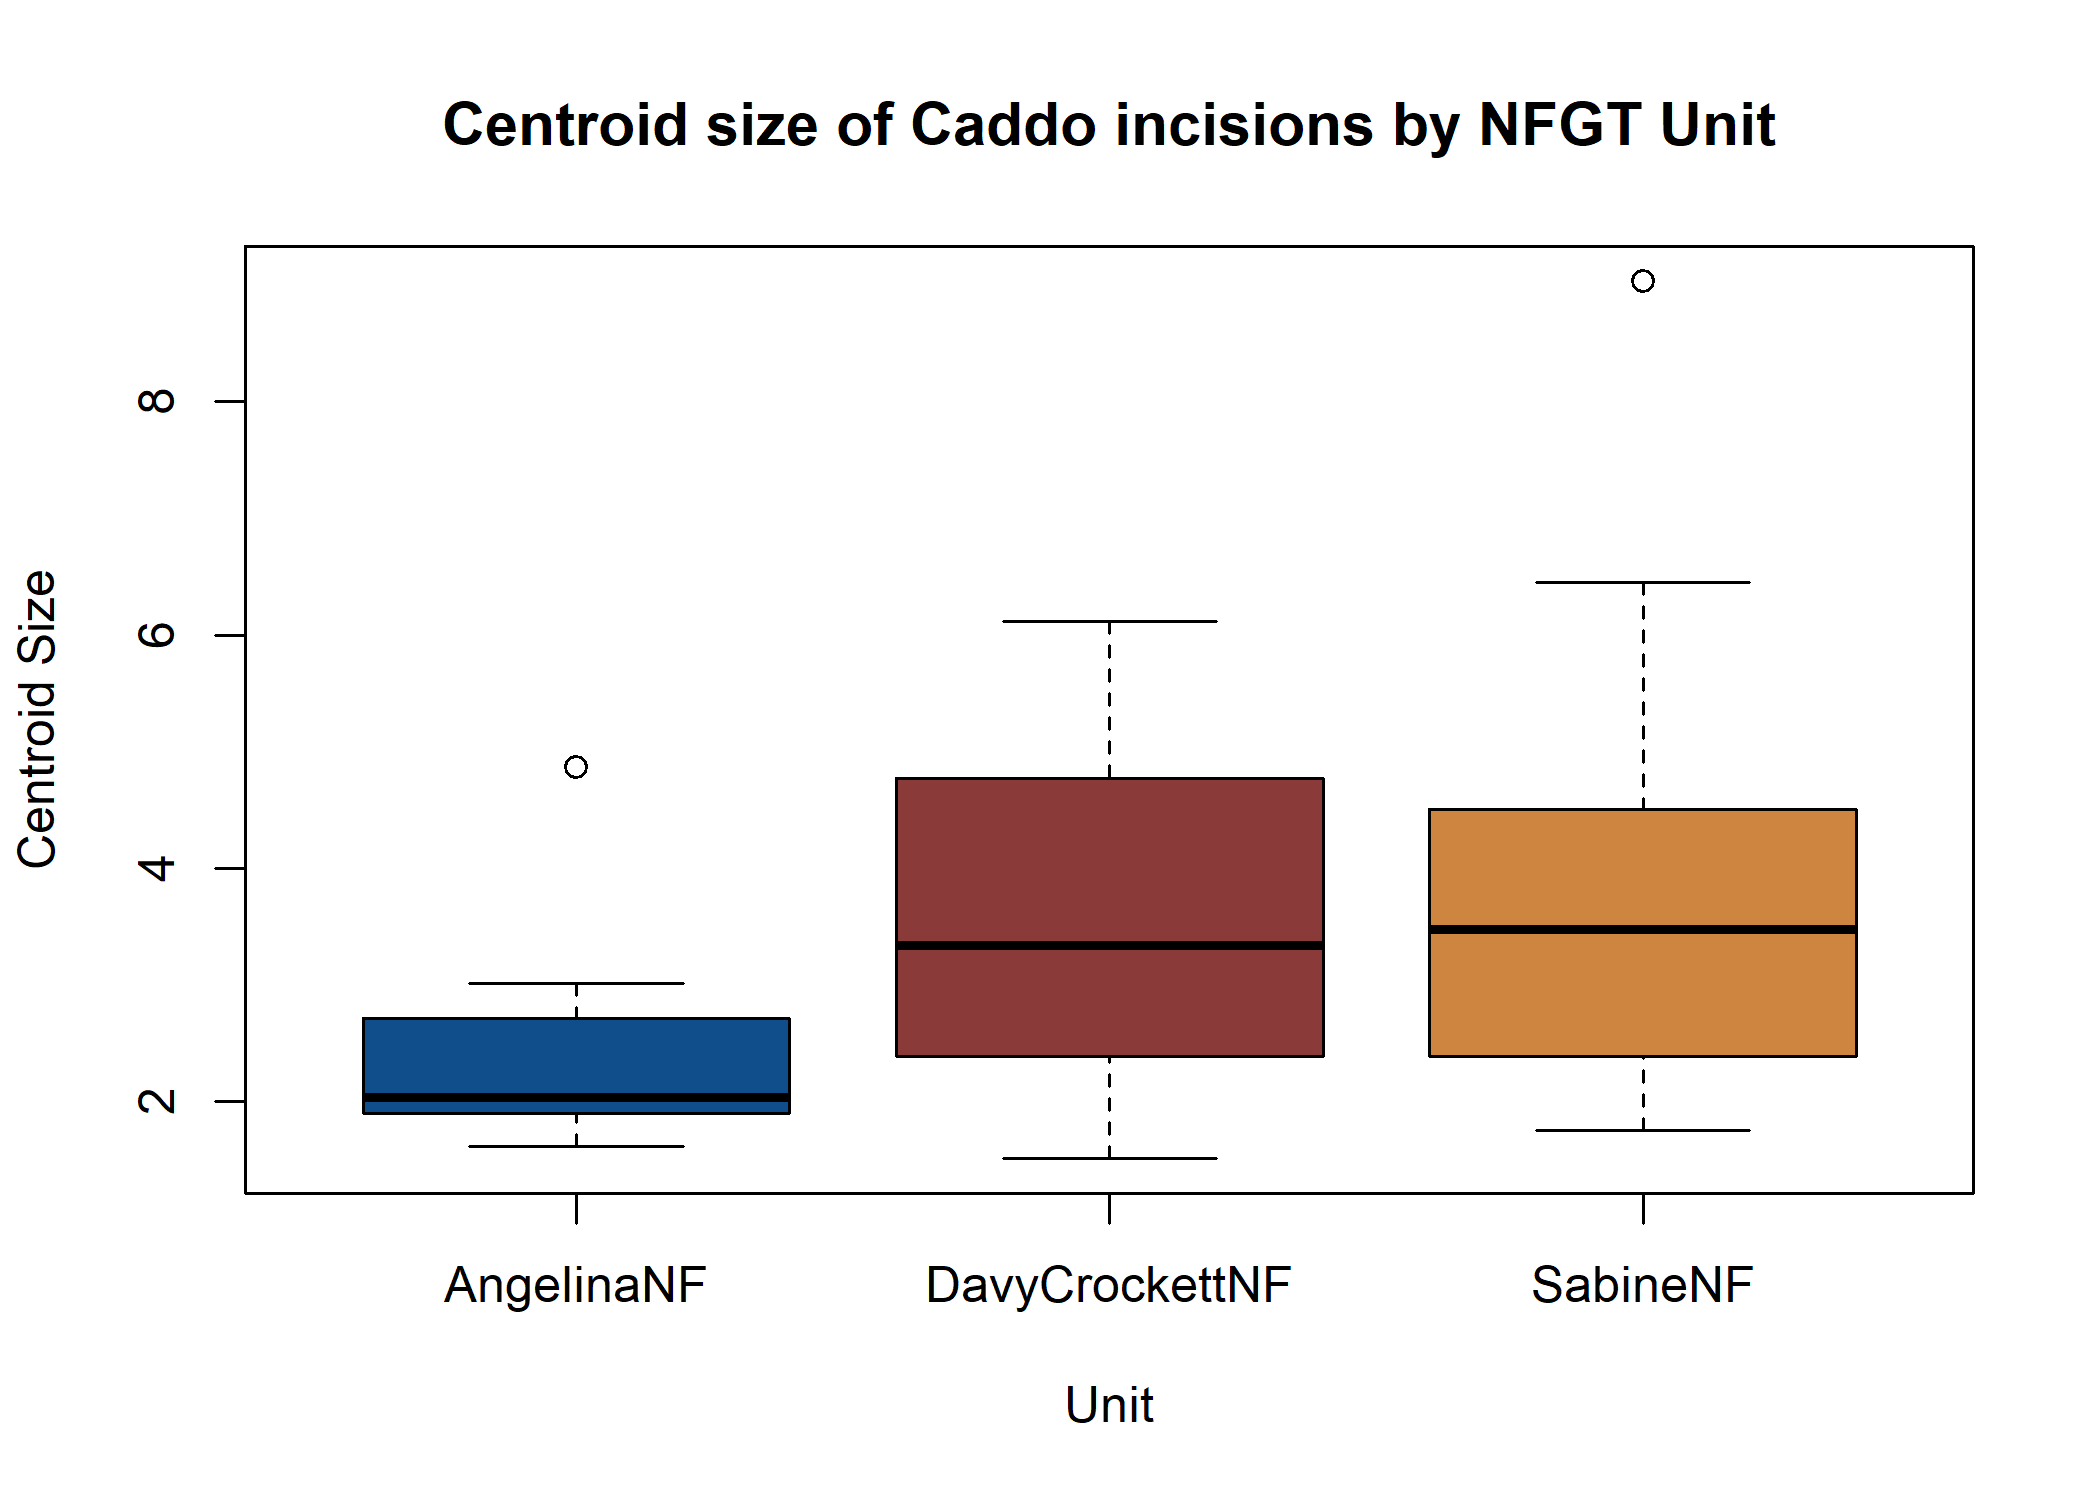 Centroid size of Caddo incisions by NFGT Unit
Centroid Size
8
6
4
2
AngelinaNF DavyCrockettNF SabineNF
Unit